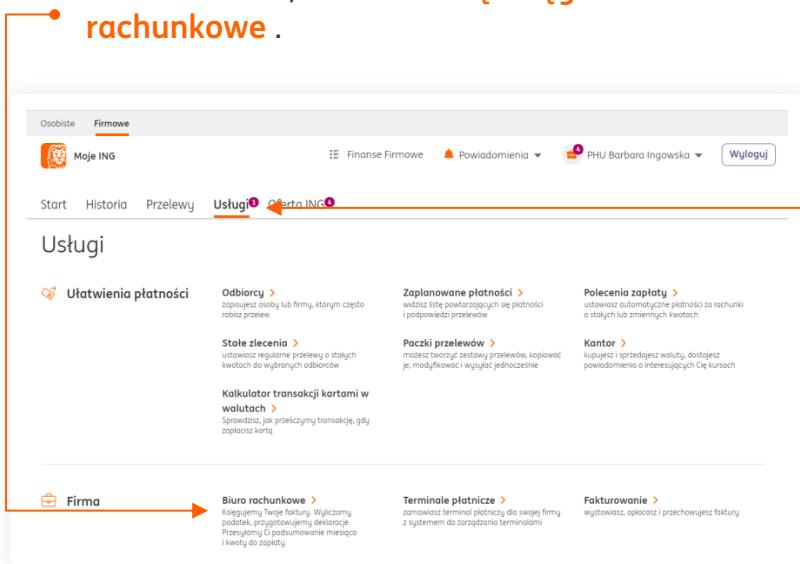 rachunkowe .
Osobiste Firmowe
Moje ING
Finanse Firmowe Powiadomienia 4 PHU Barbara Ingowska Wyloguj
Start Historia Przelewy Usługi 1 Oferta ING 4
Usługi
Ułatwienia płatności
Odbiorcy >
zapisujesz osoby lub firmy, którym często
robisz przelew
Zaplanowane płatności >
widzisz listę powtarzających się płatności
i podpowiedzi przelewów
Polecenia zapłaty >
ustawiasz automatyczne płatności za rachunki
o stałych lub zmiennych kwotach
Stałe zlecenia >
ustawiasz regularne przelewy o stałych
kwotach do wybranych odbiorców
Paczki przelewów >
możesz tworzyć zestawy przelewów, kopiować
je, modyfikować i wysyłać jednocześnie
Kantor >
kupujesz i sprzedajesz waluty, dostajesz
powiadomienia o interesujących Cię kursach
Kalkulator transakcji kartami w
walutach >
Sprawdzisz, jak przeliczymy transakcję, gdy
zapłacisz kartą
Firma
Biuro rachunkowe >
Księgujemy Twoje faktury. Wyliczamy
podatek, przygotowujemy deklaracje.
Przesyłamy Ci podsumowanie miesiąca
i kwoty do zapłaty.
Terminale płatnicze >
zamawiasz terminal płatniczy dla swojej firmy
z systemem do zarządzania terminalami
Fakturowanie >
wystawiasz, opłacasz i przechowujesz faktury